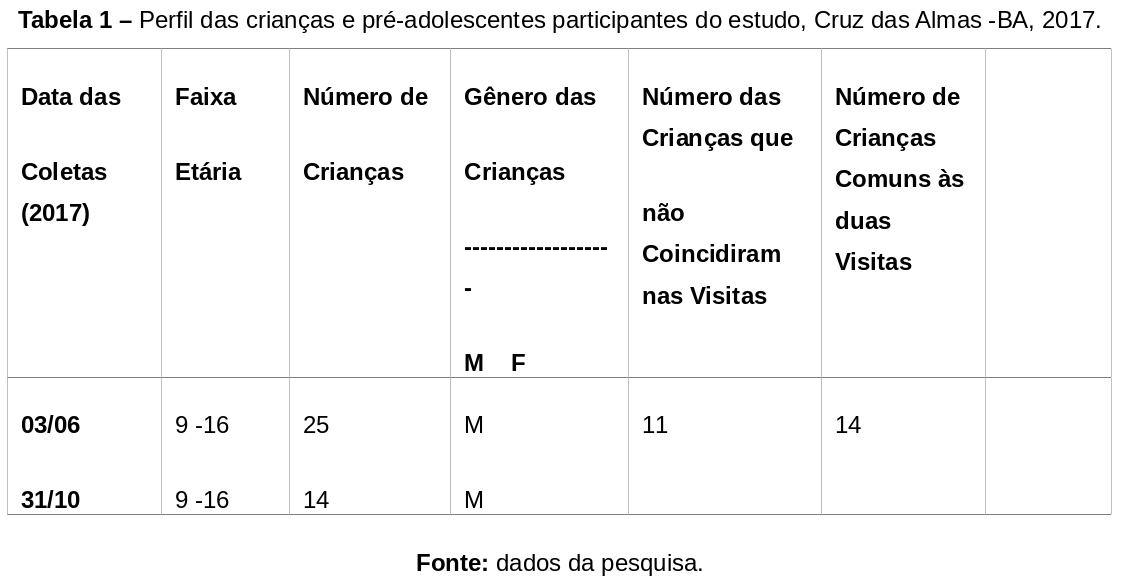 Tabela 1 – Perfil das crianças e pré-adolescentes participantes do estudo, Cruz das Almas -BA, 2017.
Data das
Coletas
(2017)
Faixa
Etária
Número de
Crianças
Gênero das
Crianças
------------------
-
M F
Número das
Crianças que
não
Coincidiram
nas Visitas
Número de
Crianças
Comuns às
duas
Visitas
03/06 9 -16 25 M 11 14
31/10 9 -16 14 M
Fonte: dados da pesquisa.